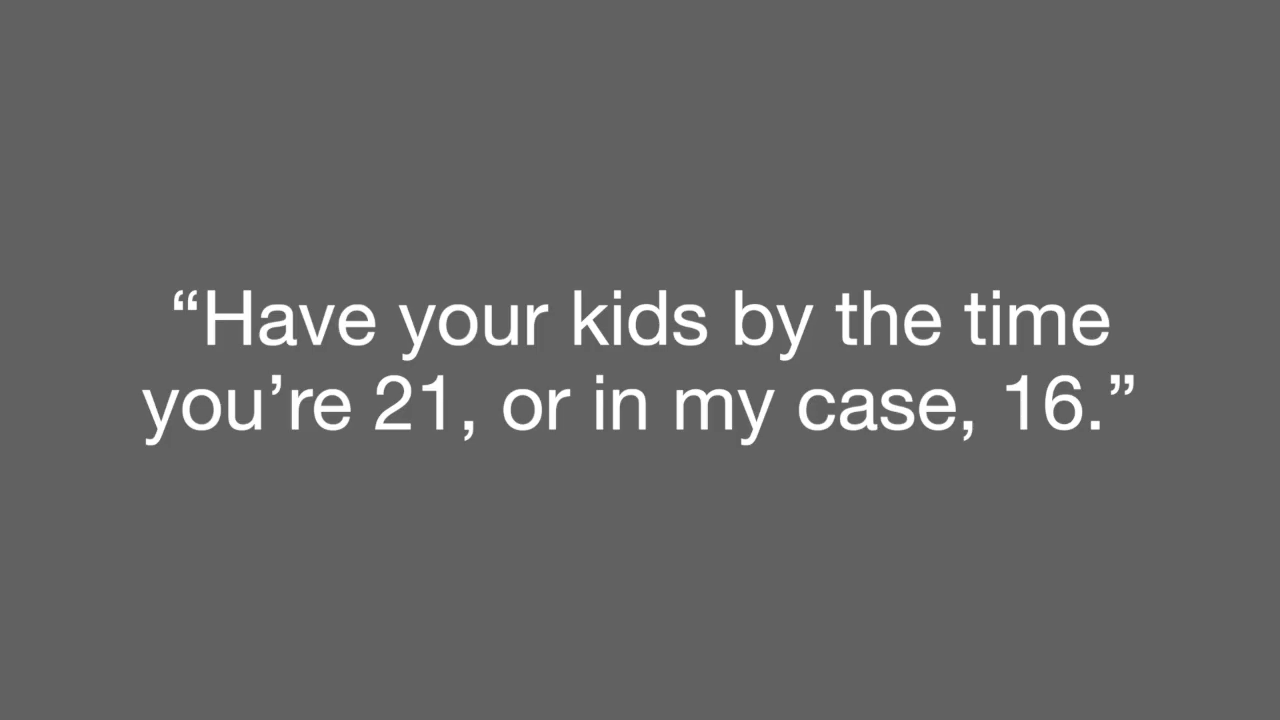 “Have your kids by the time
you’re 21, or in my case, 16.”